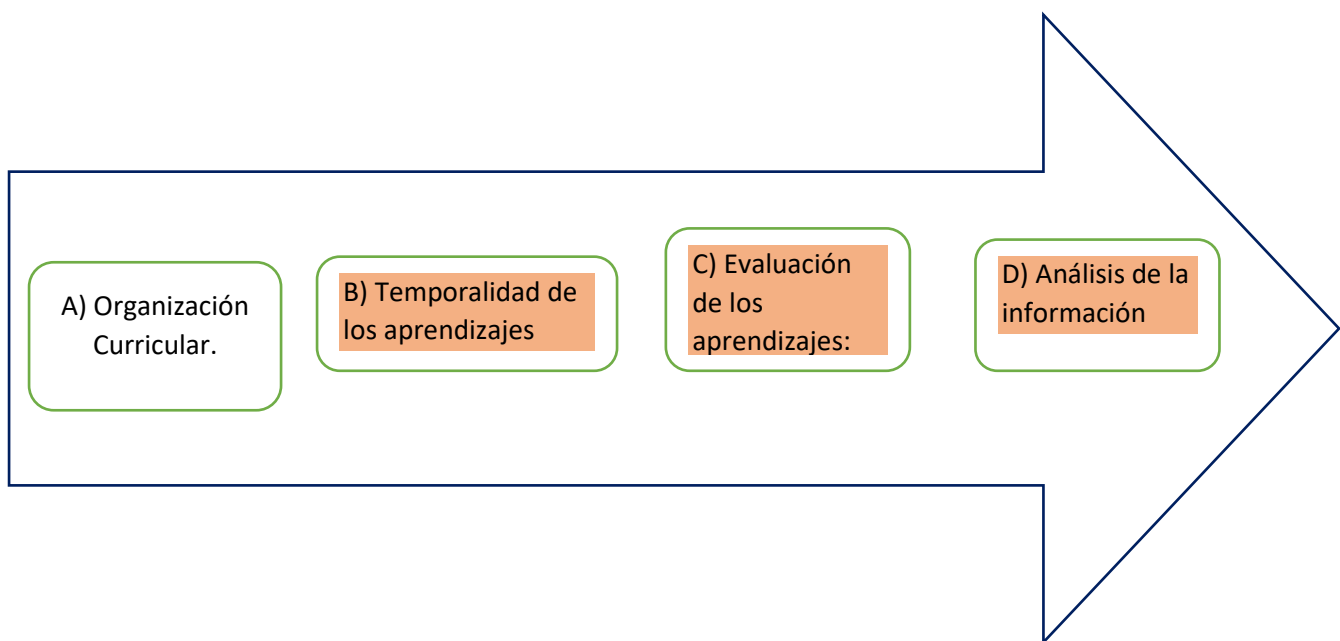 A) Organización
Curricular.
B) Temporalidad de
los aprendizajes
C) Evaluación
de los
aprendizajes:
D) Análisis de la
información